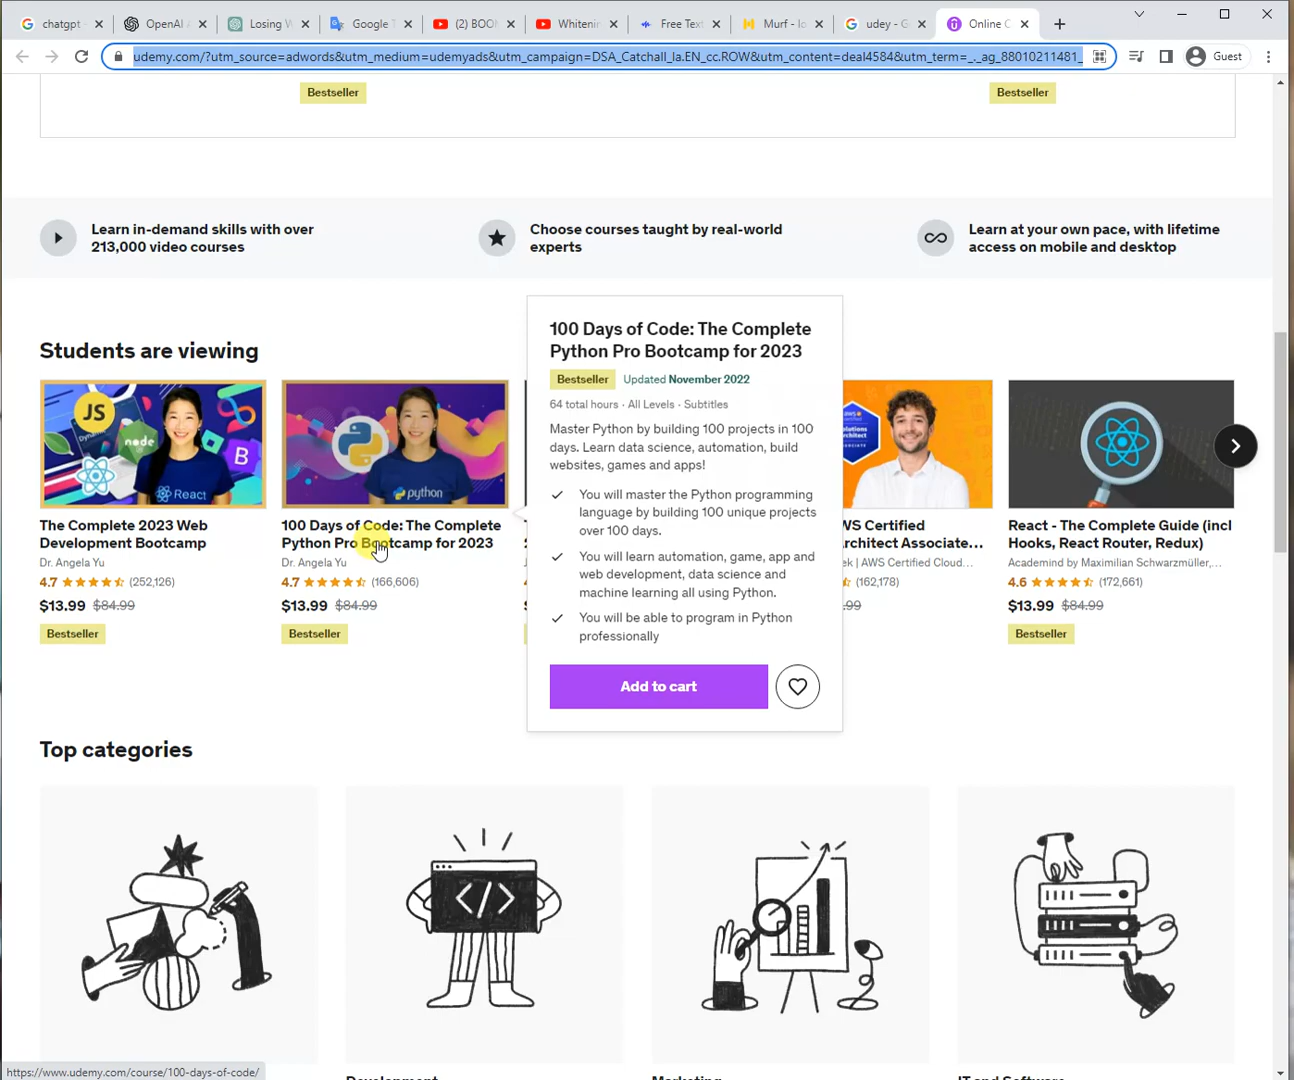 chatgpt -
OpenAI
Losing W
Google T
(2) BOO
Whitenin
Free Text
Murf - Io
udey - G
Online C
udemy.com/?utm_source=adwords&utm_medium=udemyads&utm_campaign=DSA_Catchall_la.EN_cc.ROW&utm_content=deal4584&utm_term=_._ag_88010211481_
Guest
Bestseller
Bestseller
Learn in-demand skills with over
213,000 video courses
Choose courses taught by real-world
experts
Learn at your own pace, with lifetime
access on mobile and desktop
Students are viewing
JS
Dynamic
node
B
React
The Complete 2023 Web
Development Bootcamp
Dr. Angela Yu
4.7 (252,126)
$13.99 $84.99
Bestseller
python
100 Days of Code: The Complete
Python Pro Bootcamp for 2023
Dr. Angela Yu
4.7 (166,606)
$13.99 $84.99
Bestseller
100 Days of Code: The Complete
Python Pro Bootcamp for 2023
Bestseller Updated November 2022
64 total hours · All Levels · Subtitles
Master Python by building 100 projects in 100
days. Learn data science, automation, build
websites, games and apps!
You will master the Python programming
language by building 100 unique projects
over 100 days.
You will learn automation, game, app and
web development, data science and
machine learning all using Python.
You will be able to program in Python
professionally
Add to cart
aws
Solutions
Architect
ASSOCIATE
WS Certified
rchitect Associate...
ek | AWS Certified Cloud...
(162,178)
.99
React - The Complete Guide (incl
Hooks, React Router, Redux)
Academind by Maximilian Schwarzmüller,...
4.6 (172,661)
$13.99 $84.99
Bestseller
Top categories
</>
Development
Marketing
IT and Software
https://www.udemy.com/course/100-days-of-code/